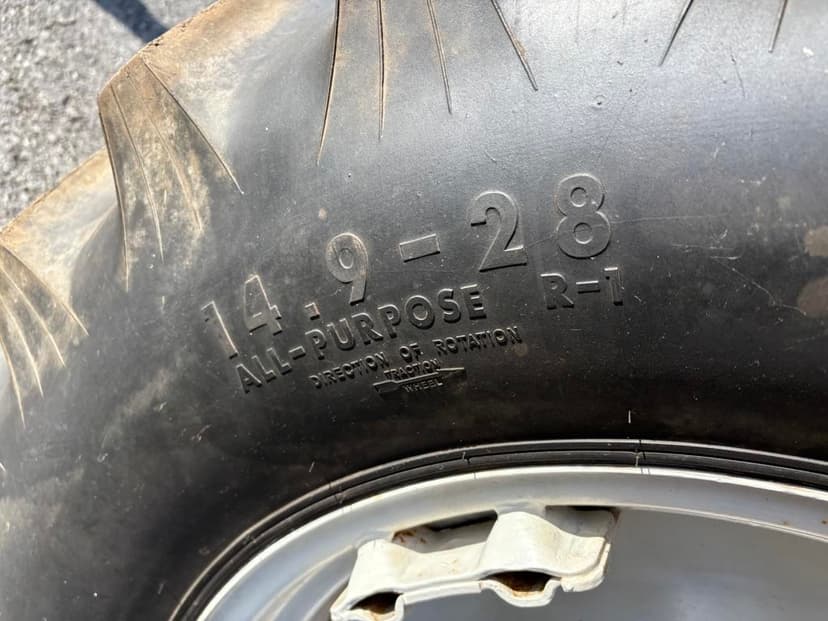 14.9-28
ALL-PURPOSE R-1
DIRECTION OF ROTATION
TRACTION
WHEEL